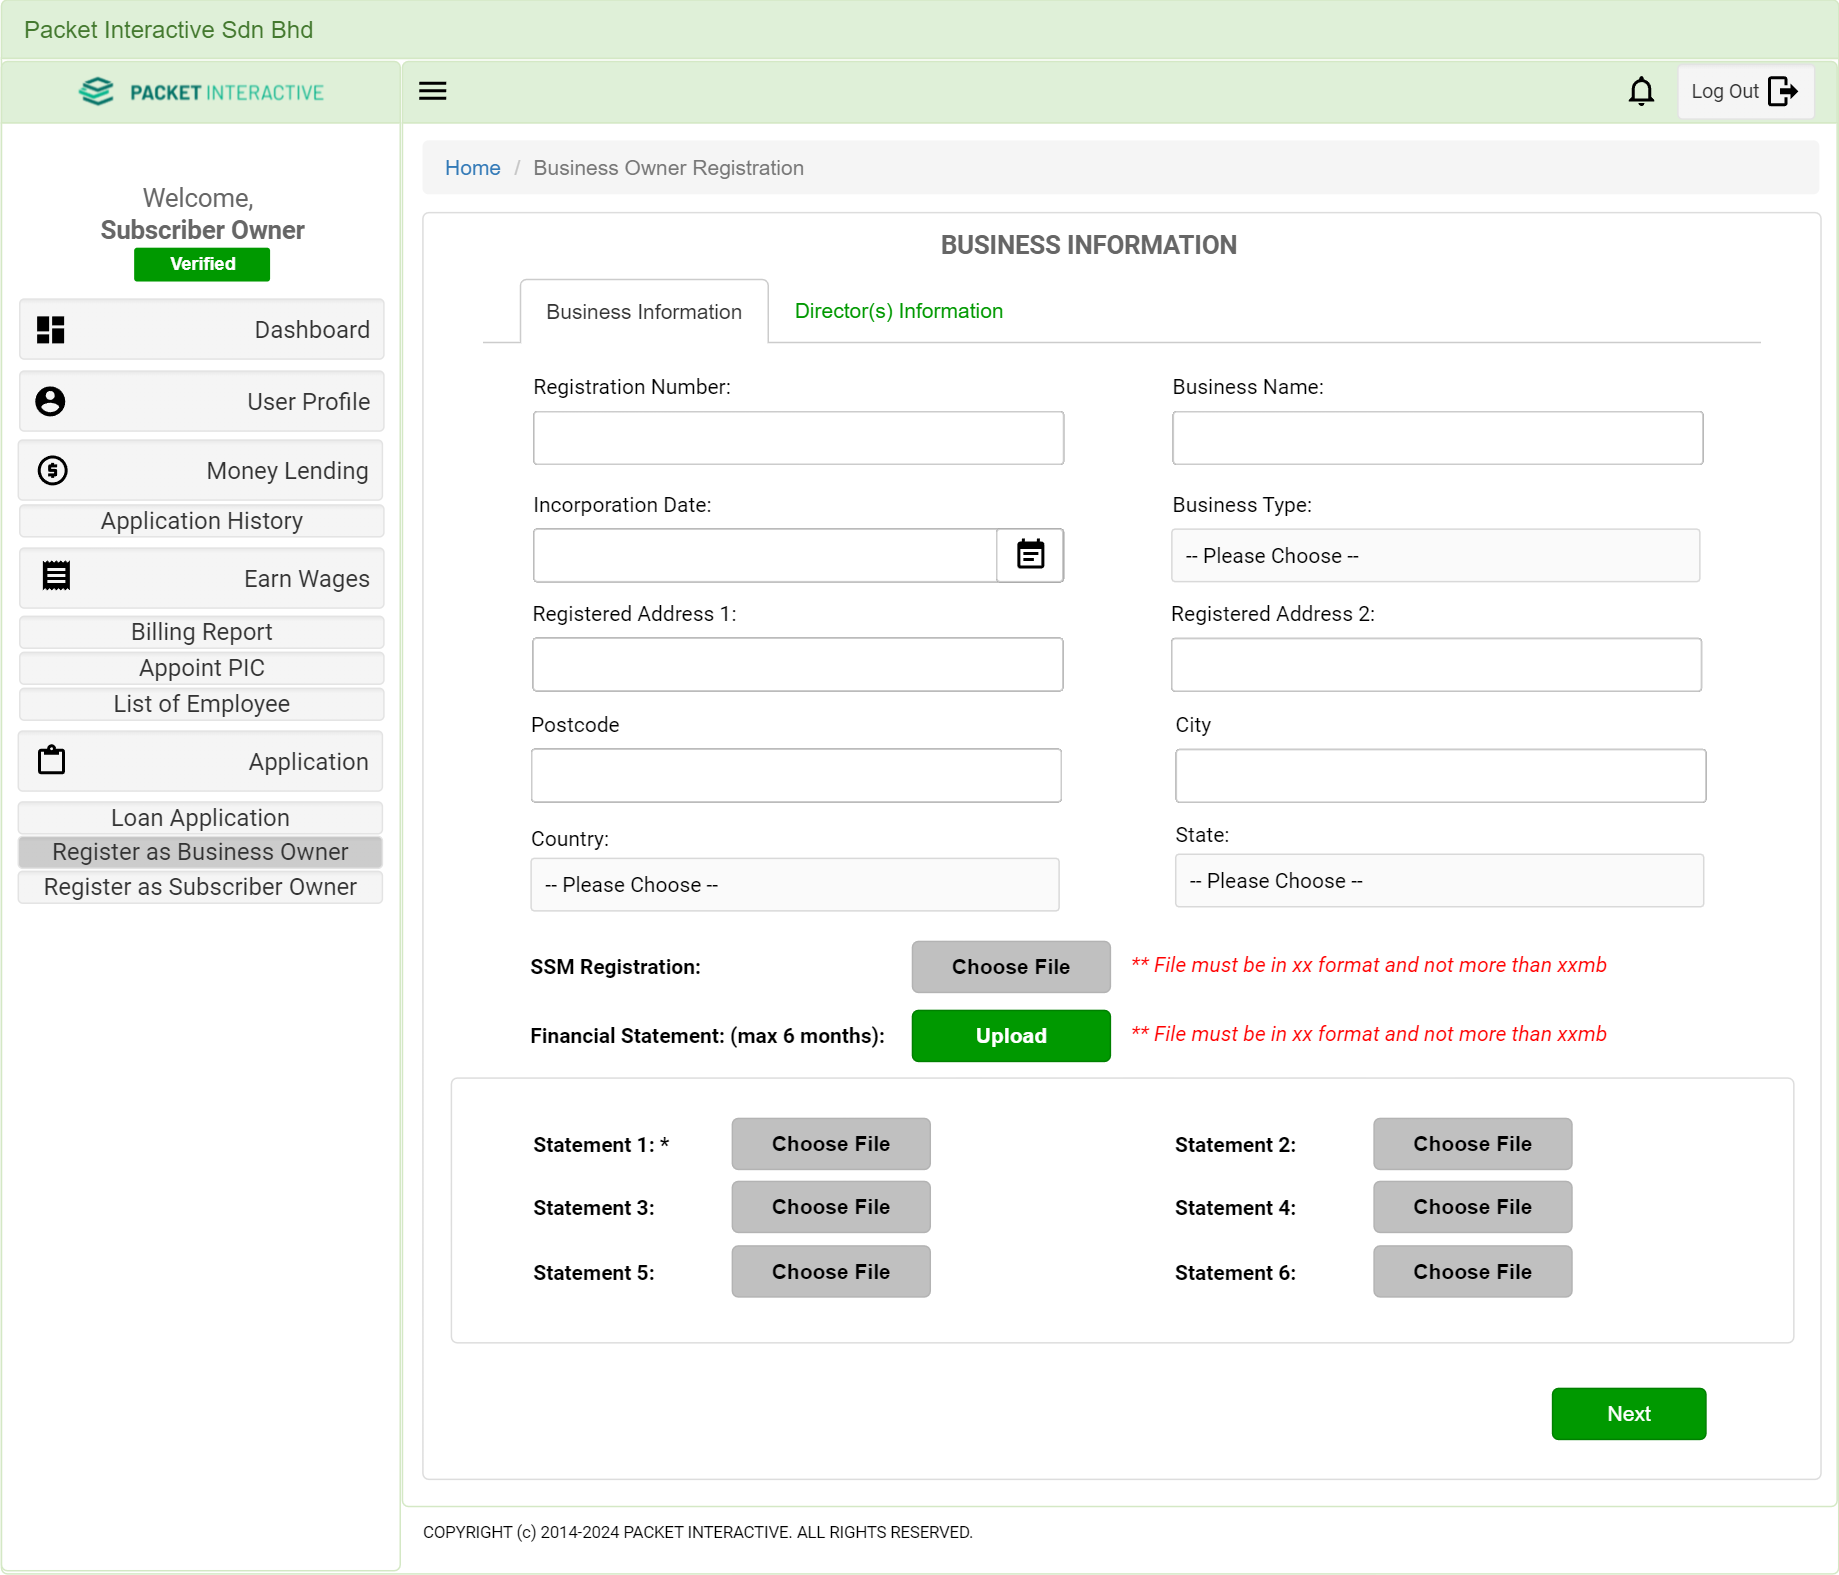 Packet Interactive Sdn Bhd
PACKET INTERACTIVE
Log Out
Welcome,
Subscriber Owner
Verified
Dashboard
User Profile
Money Lending
Application History
Earn Wages
Billing Report
Appoint PIC
List of Employee
Application
Loan Application
Register as Business Owner
Register as Subscriber Owner
Home / Business Owner Registration
BUSINESS INFORMATION
Business Information
Director(s) Information
Registration Number:
Business Name:
Incorporation Date:
Business Type:
-- Please Choose --
Registered Address 1:
Registered Address 2:
Postcode
City
Country:
-- Please Choose --
State:
-- Please Choose --
SSM Registration:
Choose File
** File must be in xx format and not more than xxmb
Financial Statement: (max 6 months):
Upload
** File must be in xx format and not more than xxmb
Statement 1: *
Choose File
Statement 2:
Choose File
Statement 3:
Choose File
Statement 4:
Choose File
Statement 5:
Choose File
Statement 6:
Choose File
Next
COPYRIGHT (c) 2014-2024 PACKET INTERACTIVE. ALL RIGHTS RESERVED.